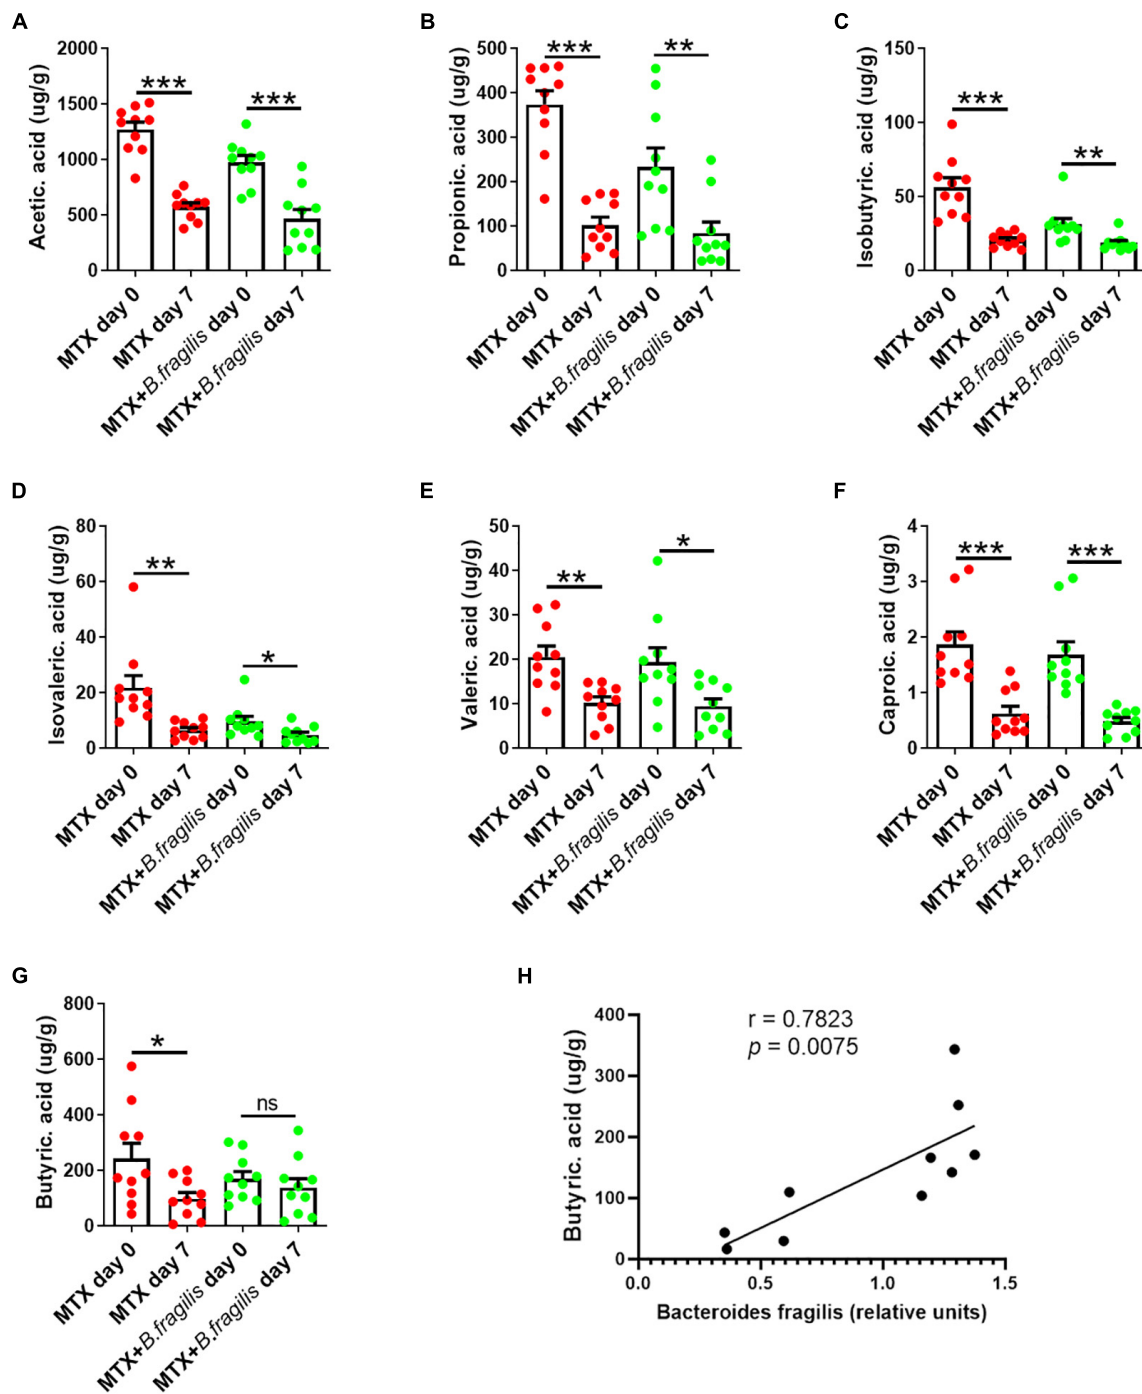 A
Acetic. acid (ug/g)
2000
1500
1000
500
0
***
***
MTX day 0
MTX day 7
MTX+B.fragilis day 0
MTX+B.fragilis day 7
B
Propionic. acid (ug/g)
500
400
300
200
100
0
***
**
MTX day 0
MTX day 7
MTX+B.fragilis day 0
MTX+B.fragilis day 7
C
Isobutyric. acid (ug/g)
150
100
50
0
***
**
MTX day 0
MTX day 7
MTX+B.fragilis day 0
MTX+B.fragilis day 7
D
Isovaleric. acid (ug/g)
80
60
40
20
0
**
*
MTX day 0
MTX day 7
MTX+B.fragilis day 0
MTX+B.fragilis day 7
E
Valeric. acid (ug/g)
50
40
30
20
10
0
**
*
MTX day 0
MTX day 7
MTX+B.fragilis day 0
MTX+B.fragilis day 7
F
Caproic. acid (ug/g)
4
3
2
1
0
***
***
MTX day 0
MTX day 7
MTX+B.fragilis day 0
MTX+B.fragilis day 7
G
Butyric. acid (ug/g)
800
600
400
200
0
*
ns
MTX day 0
MTX day 7
MTX+B.fragilis day 0
MTX+B.fragilis day 7
H
Butyric. acid (ug/g)
400
300
200
100
0
r = 0.7823
p = 0.0075
0.0
0.5
1.0
1.5
Bacteroides fragilis (relative units)